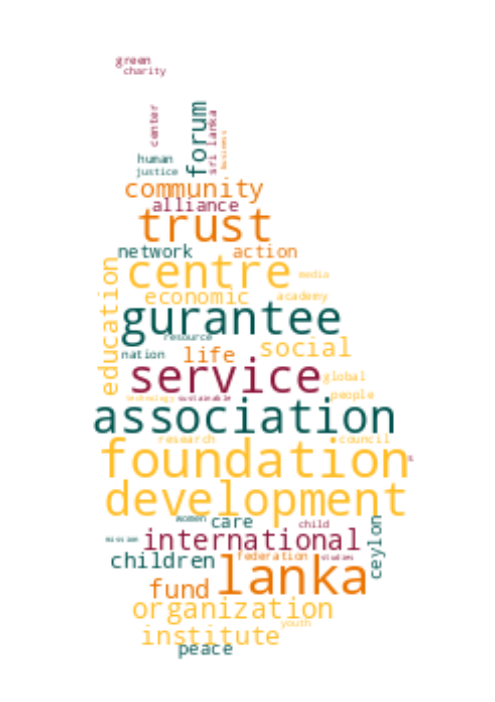 green
charity
center
forum
sri lanka
business
human
justice
community
alliance
trust
network
action
centre
media
education
economic
academy
gurantee
resource
nation
life
social
service
global
technology
sustainable
people
association
research
council
foundation
development
women
care
child
mission
international
ceylon
children
federation
studies
fund
lanka
organization
youth
institute
peace